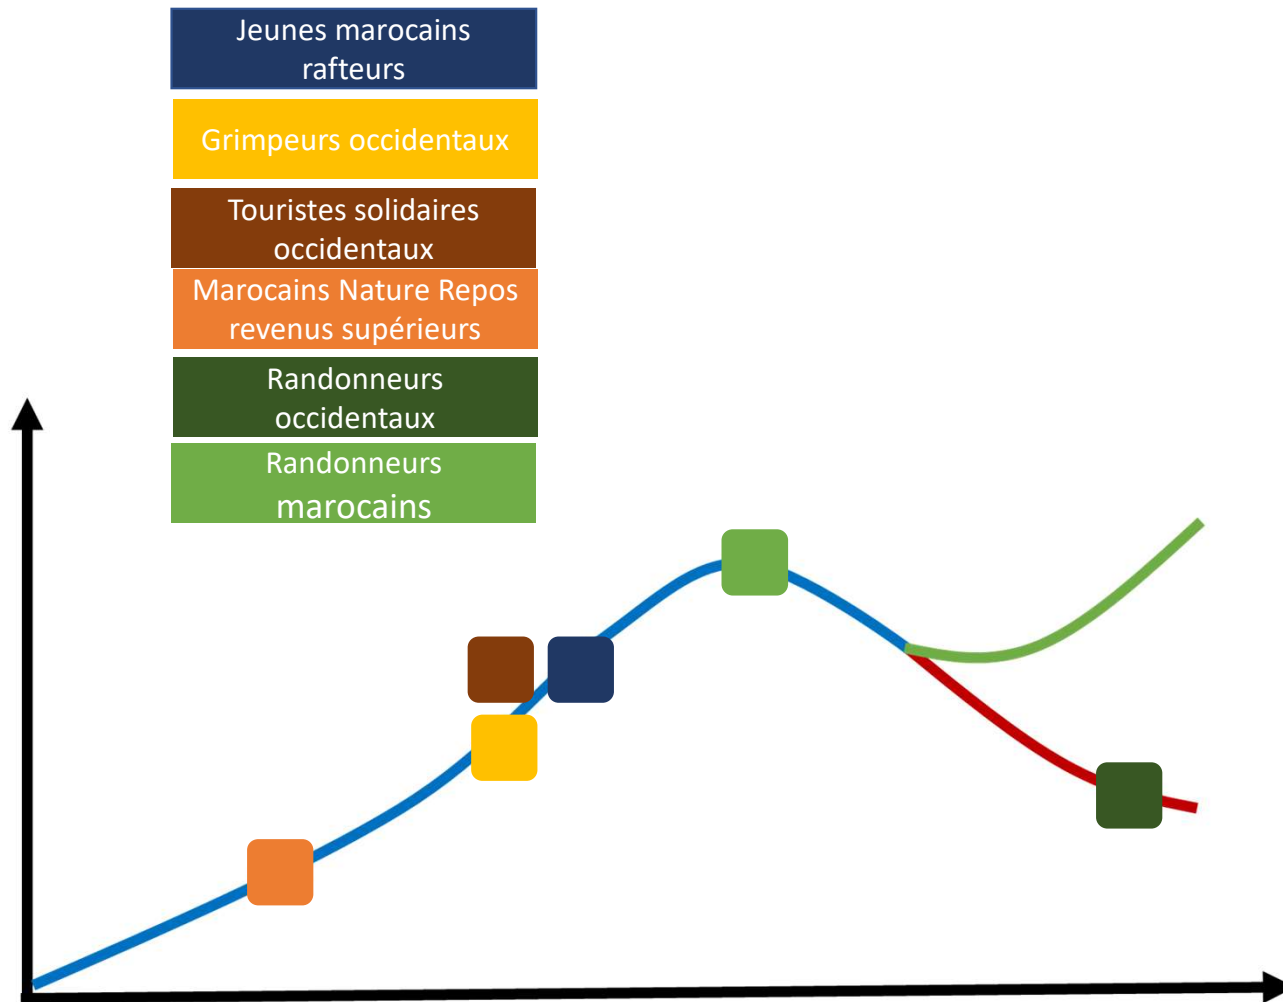 Jeunes marocains
rafteurs
Grimpeurs occidentaux
Touristes solidaires
occidentaux
Marocains Nature Repos
revenus supérieurs
Randonneurs
occidentaux
Randonneurs
marocains